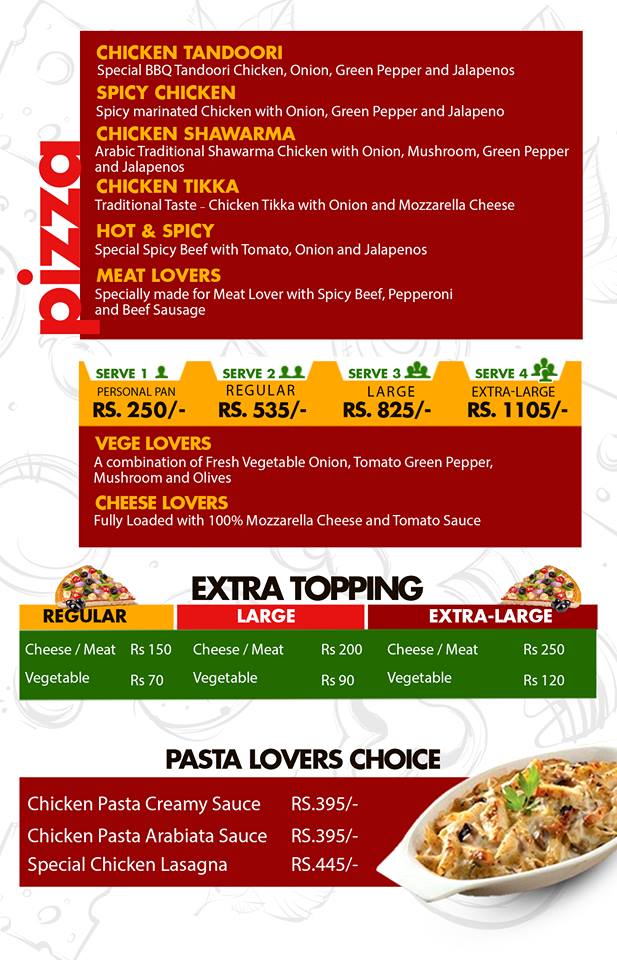 pizza
CHICKEN TANDOORI
Special BBQ Tandoori Chicken, Onion, Green Pepper and Jalapenos
SPICY CHICKEN
Spicy marinated Chicken with Onion, Green Pepper and Jalapeno
CHICKEN SHAWARMA
Arabic Traditional Shawarma Chicken with Onion, Mushroom, Green Pepper
and Jalapenos
CHICKEN TIKKA
Traditional Taste - Chicken Tikka with Onion and Mozzarella Cheese
HOT & SPICY
Special Spicy Beef with Tomato, Onion and Jalapenos
MEAT LOVERS
Specially made for Meat Lover with Spicy Beef, Pepperoni
and Beef Sausage
SERVE 1 SERVE 2 SERVE 3 SERVE 4
PERSONAL PAN REGULAR LARGE EXTRA-LARGE
RS. 250/- RS. 535/- RS. 825/- RS. 1105/-
VEGE LOVERS
A combination of Fresh Vegetable Onion, Tomato Green Pepper,
Mushroom and Olives
CHEESE LOVERS
Fully Loaded with 100% Mozzarella Cheese and Tomato Sauce
EXTRA TOPPING
REGULAR LARGE EXTRA-LARGE
Cheese / Meat Rs 150 Cheese / Meat Rs 200 Cheese / Meat Rs 250
Vegetable Rs 70 Vegetable Rs 90 Vegetable Rs 120
PASTA LOVERS CHOICE
Chicken Pasta Creamy Sauce RS.395/-
Chicken Pasta Arabiata Sauce RS.395/-
Special Chicken Lasagna RS.445/-